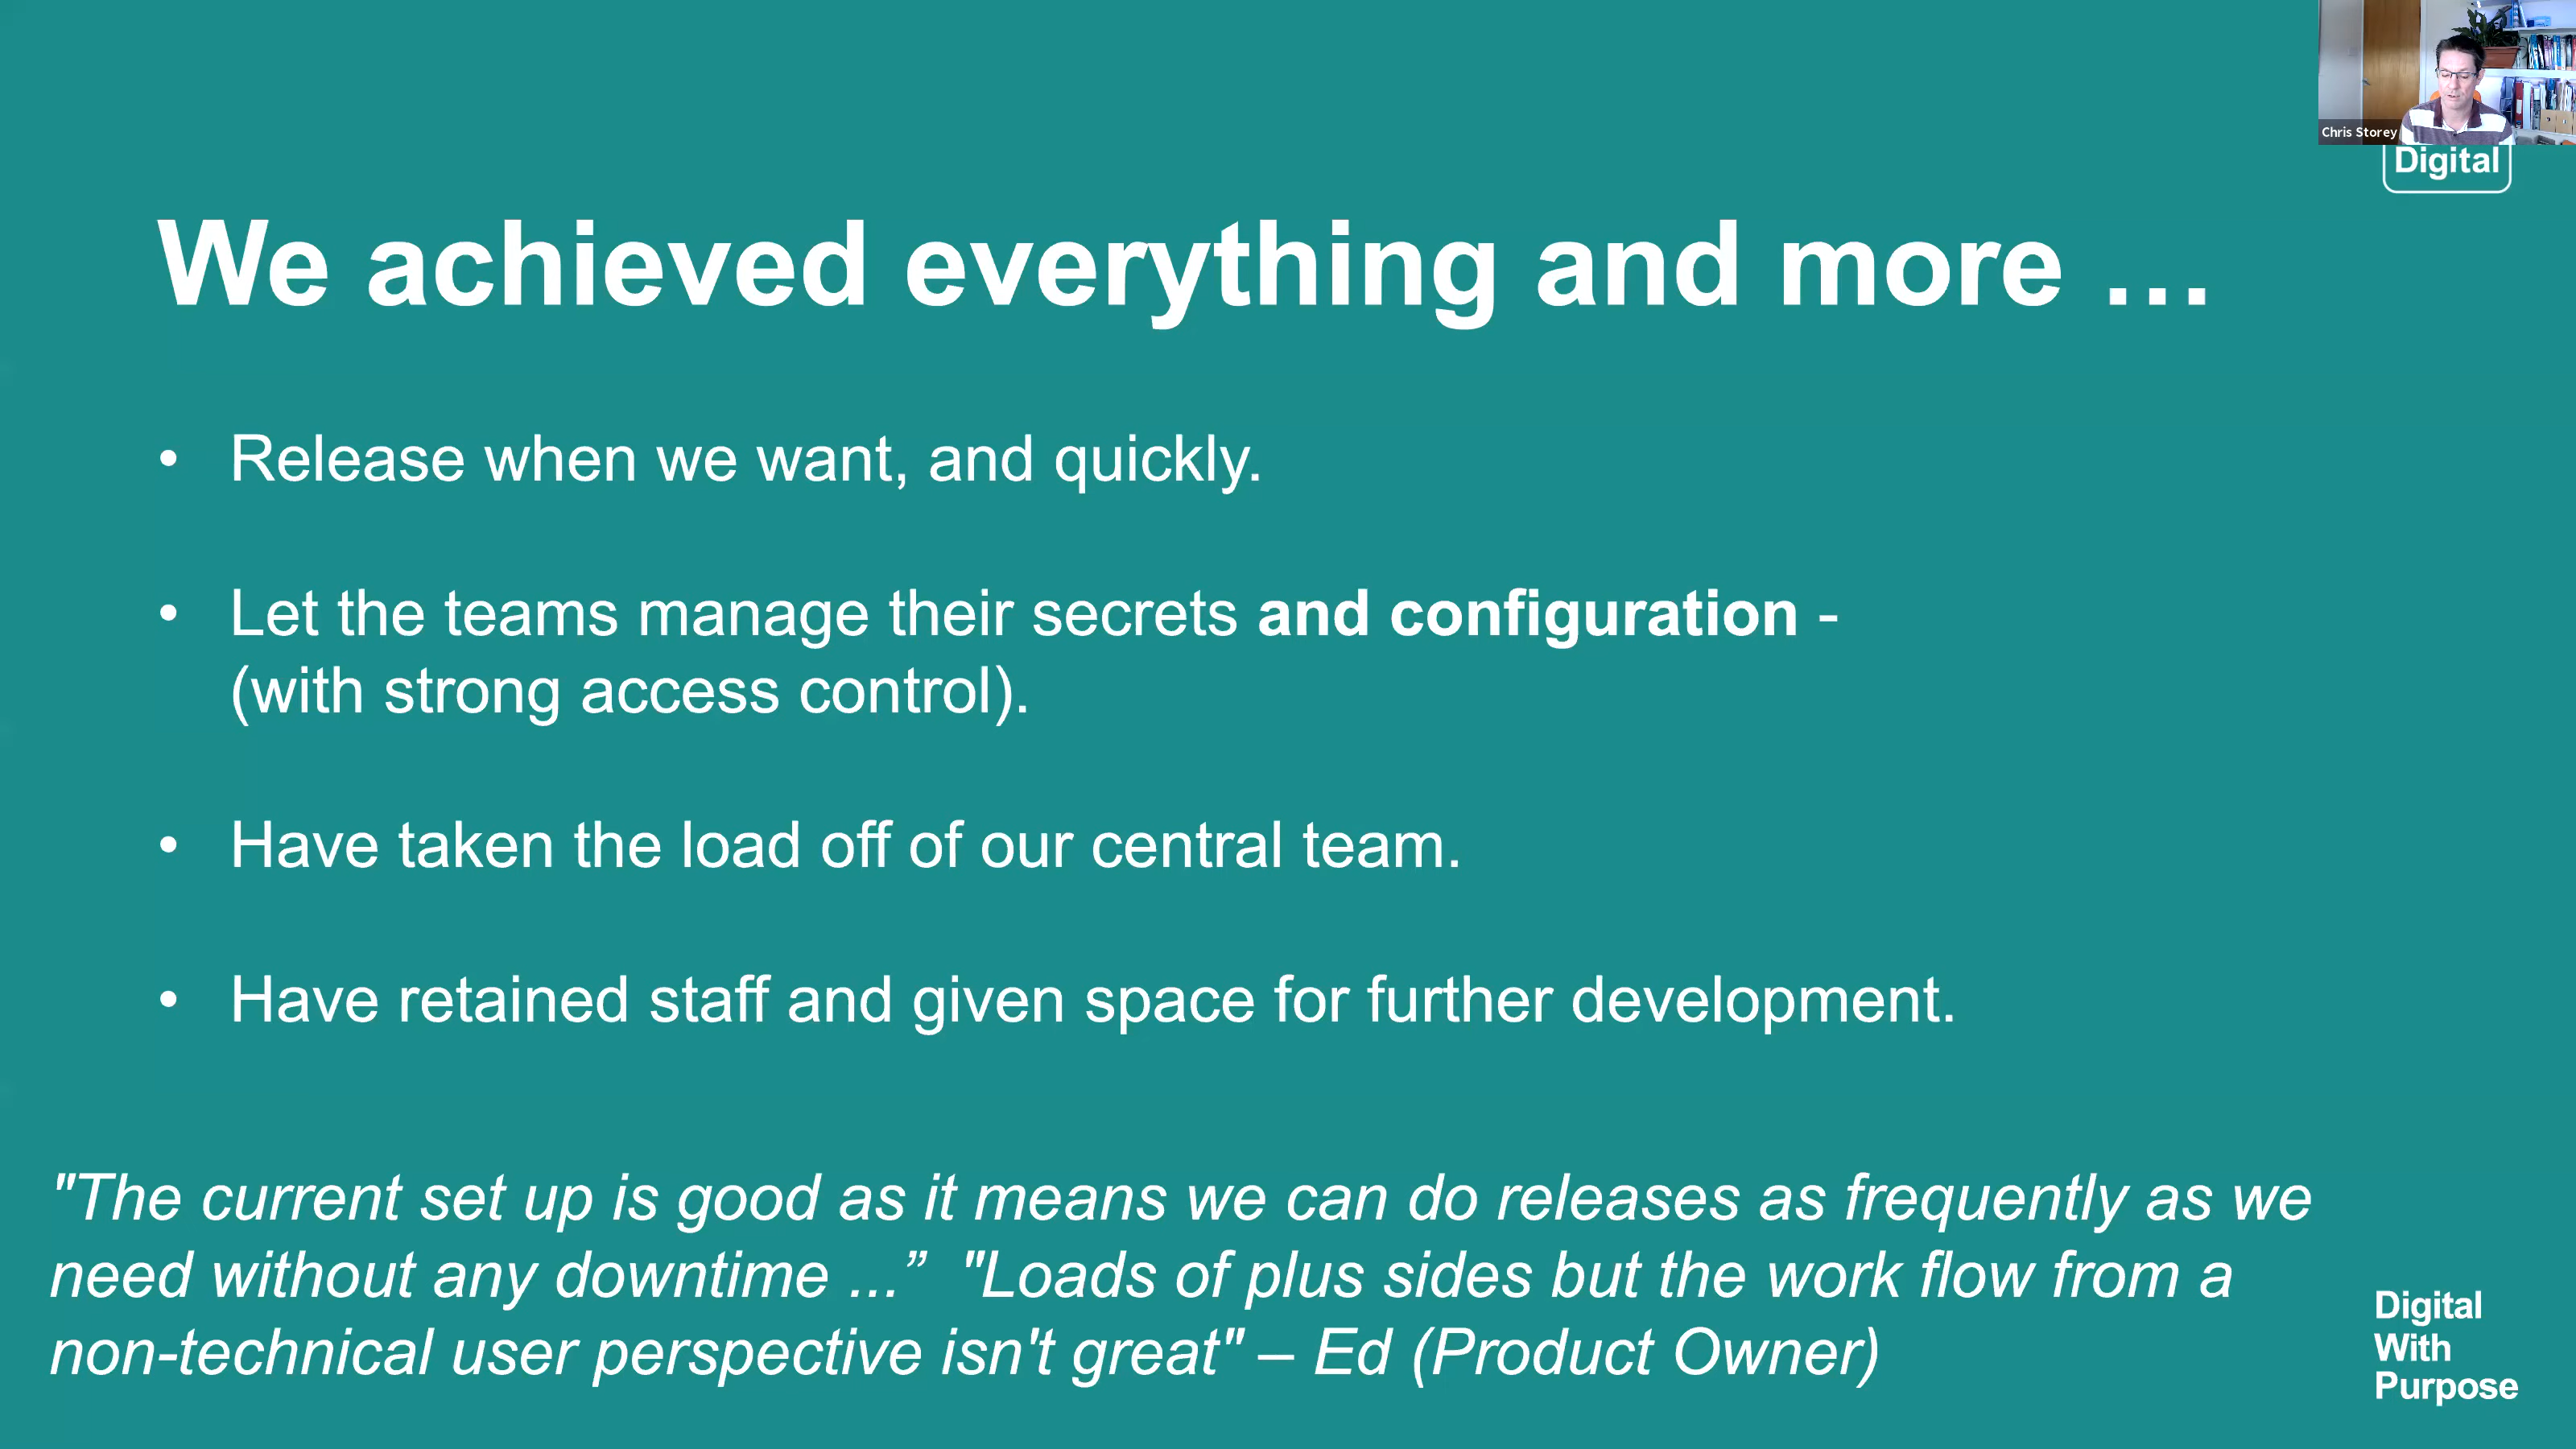 Chris Storey
Digital
We achieved everything and more …
• Release when we want, and quickly.
• Let the teams manage their secrets and configuration -
(with strong access control).
• Have taken the load off of our central team.
• Have retained staff and given space for further development.
"The current set up is good as it means we can do releases as frequently as we
need without any downtime ...” "Loads of plus sides but the work flow from a
non-technical user perspective isn't great" – Ed (Product Owner)
Digital
With
Purpose